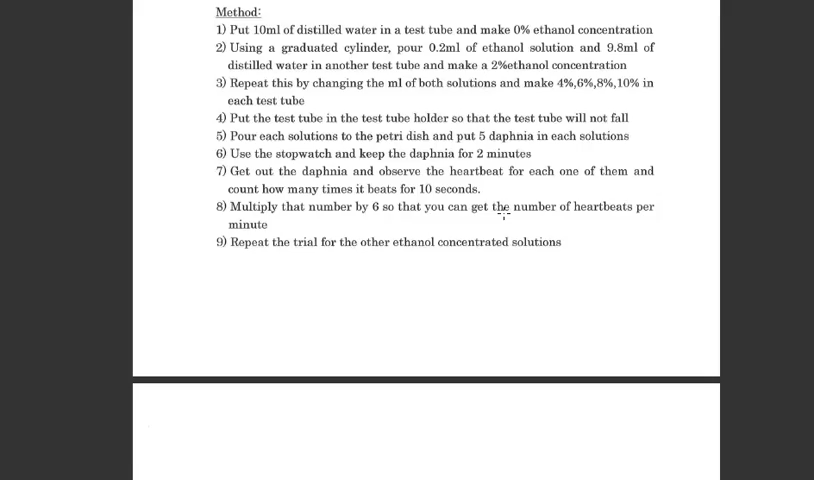 Method:
1) Put 10ml of distilled water in a test tube and make 0% ethanol concentration
2) Using a graduated cylinder, pour 0.2ml of ethanol solution and 9.8ml of
distilled water in another test tube and make a 2%ethanol concentration
3) Repeat this by changing the ml of both solutions and make 4%,6%,8%,10% in
each test tube
4) Put the test tube in the test tube holder so that the test tube will not fall
5) Pour each solutions to the petri dish and put 5 daphnia in each solutions
6) Use the stopwatch and keep the daphnia for 2 minutes
7) Get out the daphnia and observe the heartbeat for each one of them and
count how many times it beats for 10 seconds.
8) Multiply that number by 6 so that you can get the number of heartbeats per
minute
9) Repeat the trial for the other ethanol concentrated solutions